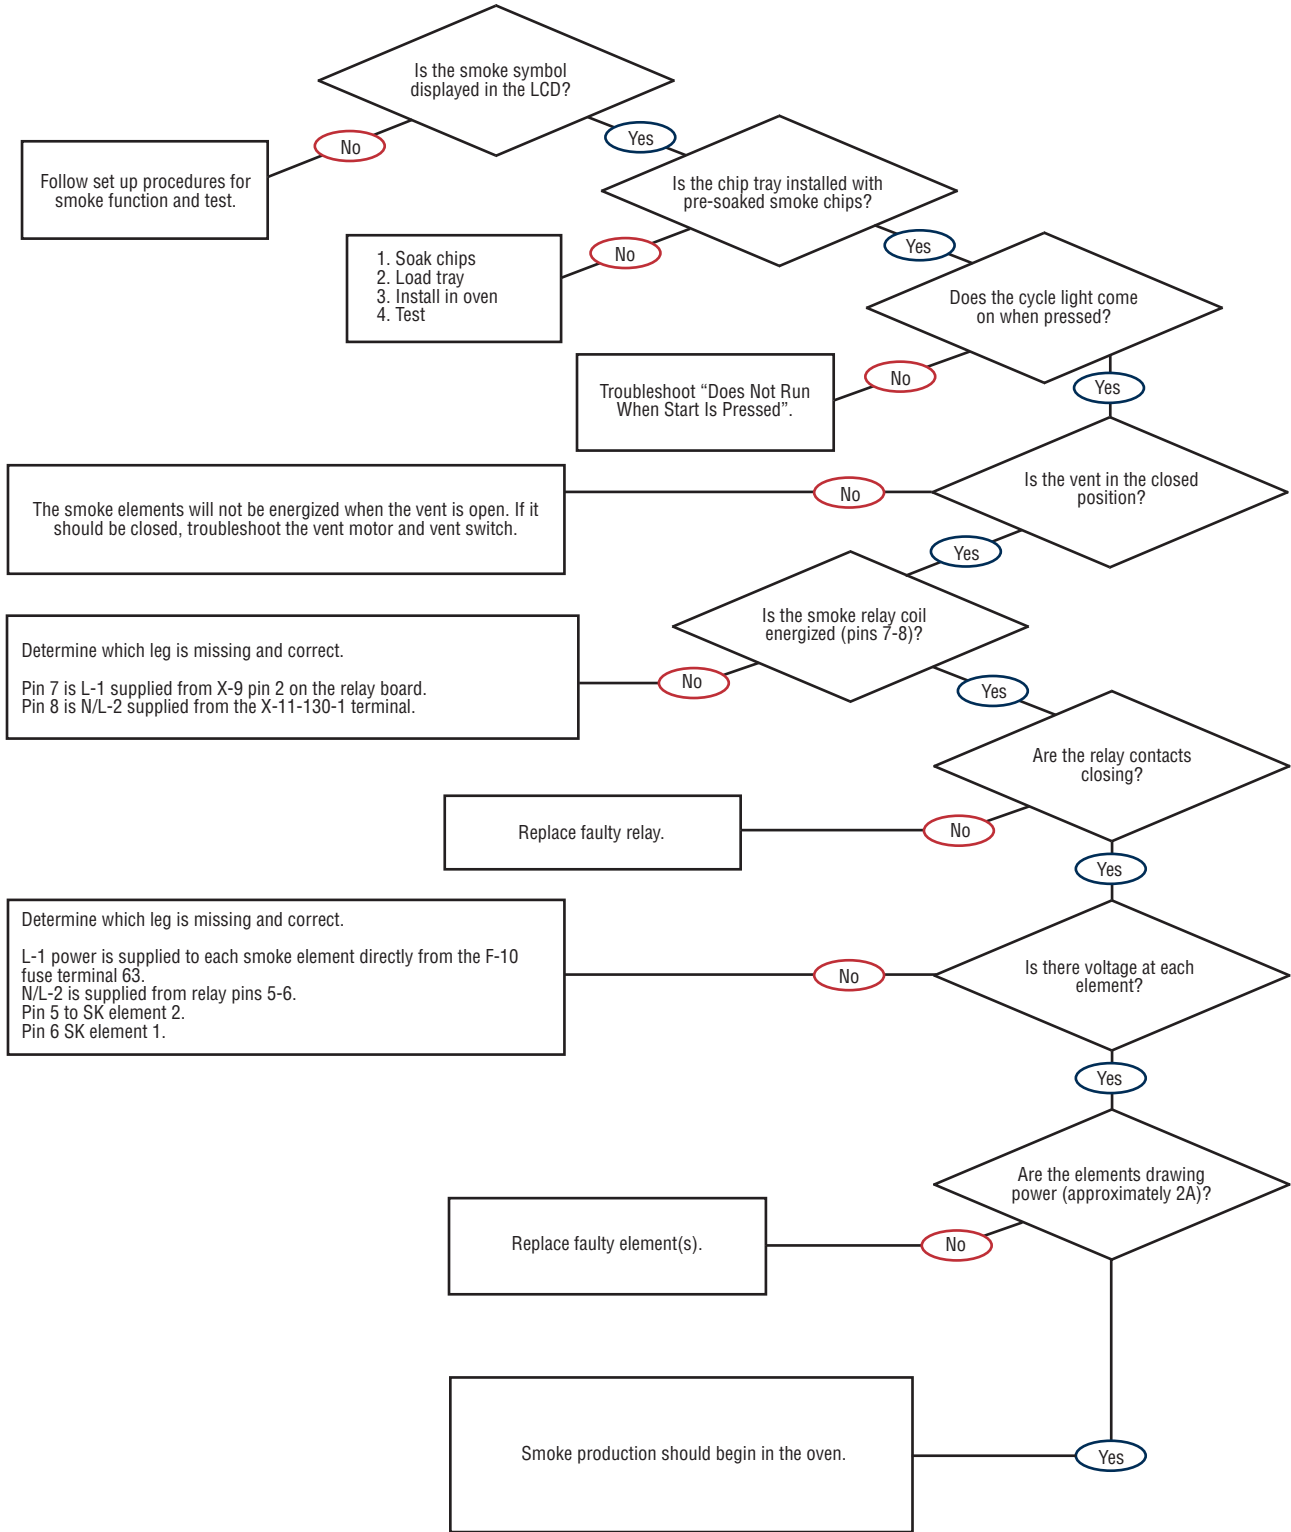 Is the smoke symbol
displayed in the LCD?
No
Yes
Follow set up procedures for
smoke function and test.
Is the chip tray installed with
pre-soaked smoke chips?
No
Yes
1. Soak chips
2. Load tray
3. Install in oven
4. Test
Does the cycle light come
on when pressed?
No
Yes
Troubleshoot “Does Not Run
When Start Is Pressed”.
Is the vent in the closed
position?
No
Yes
The smoke elements will not be energized when the vent is open. If it
should be closed, troubleshoot the vent motor and vent switch.
Is the smoke relay coil
energized (pins 7-8)?
No
Yes
Determine which leg is missing and correct.
Pin 7 is L-1 supplied from X-9 pin 2 on the relay board.
Pin 8 is N/L-2 supplied from the X-11-130-1 terminal.
Are the relay contacts
closing?
No
Yes
Replace faulty relay.
Is there voltage at each
element?
No
Yes
Determine which leg is missing and correct.
L-1 power is supplied to each smoke element directly from the F-10
fuse terminal 63.
N/L-2 is supplied from relay pins 5-6.
Pin 5 to SK element 2.
Pin 6 SK element 1.
Are the elements drawing
power (approximately 2A)?
No
Yes
Replace faulty element(s).
Smoke production should begin in the oven.